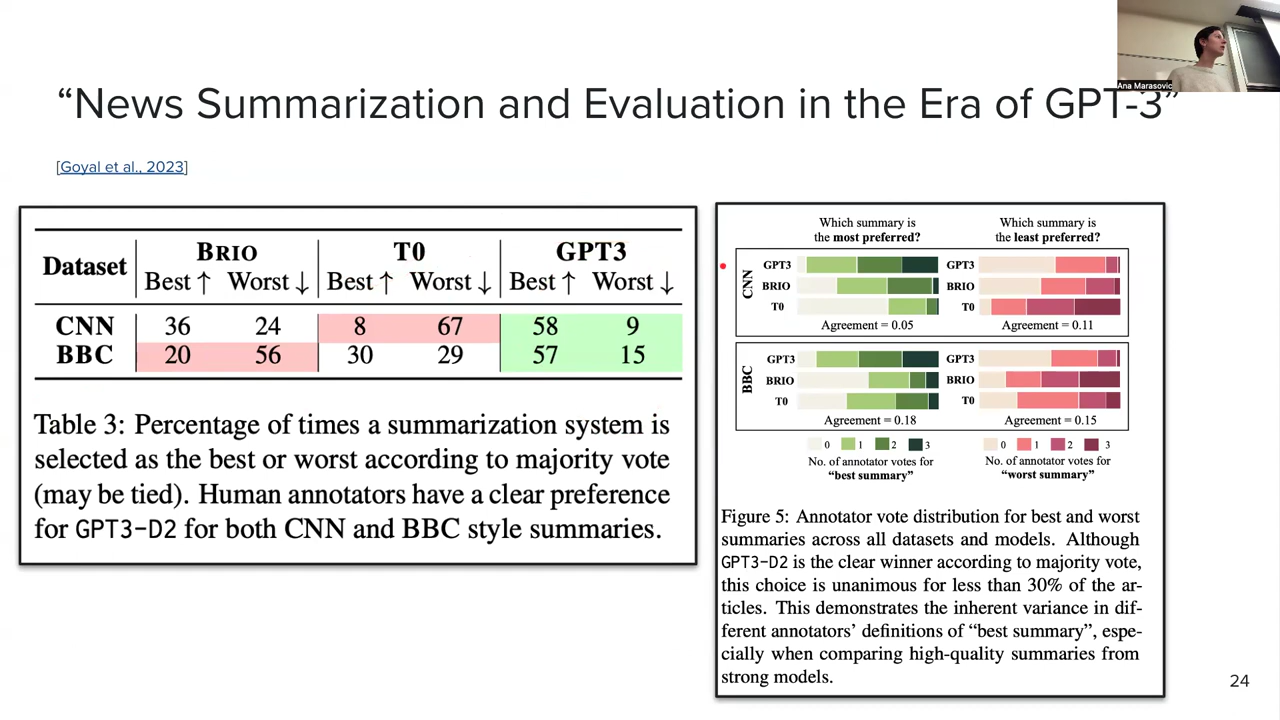 Ana Marasovic
“News Summarization and Evaluation in the Era of GPT-3”
[Goyal et al., 2023]
Dataset BRIO T0 GPT3
Best ↑ Worst ↓ Best ↑ Worst ↓ Best ↑ Worst ↓
CNN 36 24 8 67 58 9
BBC 20 56 30 29 57 15
Table 3: Percentage of times a summarization system is
selected as the best or worst according to majority vote
(may be tied). Human annotators have a clear preference
for GPT3-D2 for both CNN and BBC style summaries.
Which summary is
the most preferred?
Which summary is
the least preferred?
CNN
GPT3
BRIO
T0
Agreement = 0.05
GPT3
BRIO
T0
Agreement = 0.11
BBC
GPT3
BRIO
T0
Agreement = 0.18
GPT3
BRIO
T0
Agreement = 0.15
0 1 2 3
No. of annotator votes for
“best summary”
0 1 2 3
No. of annotator votes for
“worst summary”
Figure 5: Annotator vote distribution for best and worst
summaries across all datasets and models. Although
GPT3-D2 is the clear winner according to majority vote,
this choice is unanimous for less than 30% of the ar-
ticles. This demonstrates the inherent variance in dif-
ferent annotators’ definitions of “best summary”, espe-
cially when comparing high-quality summaries from
strong models.
24